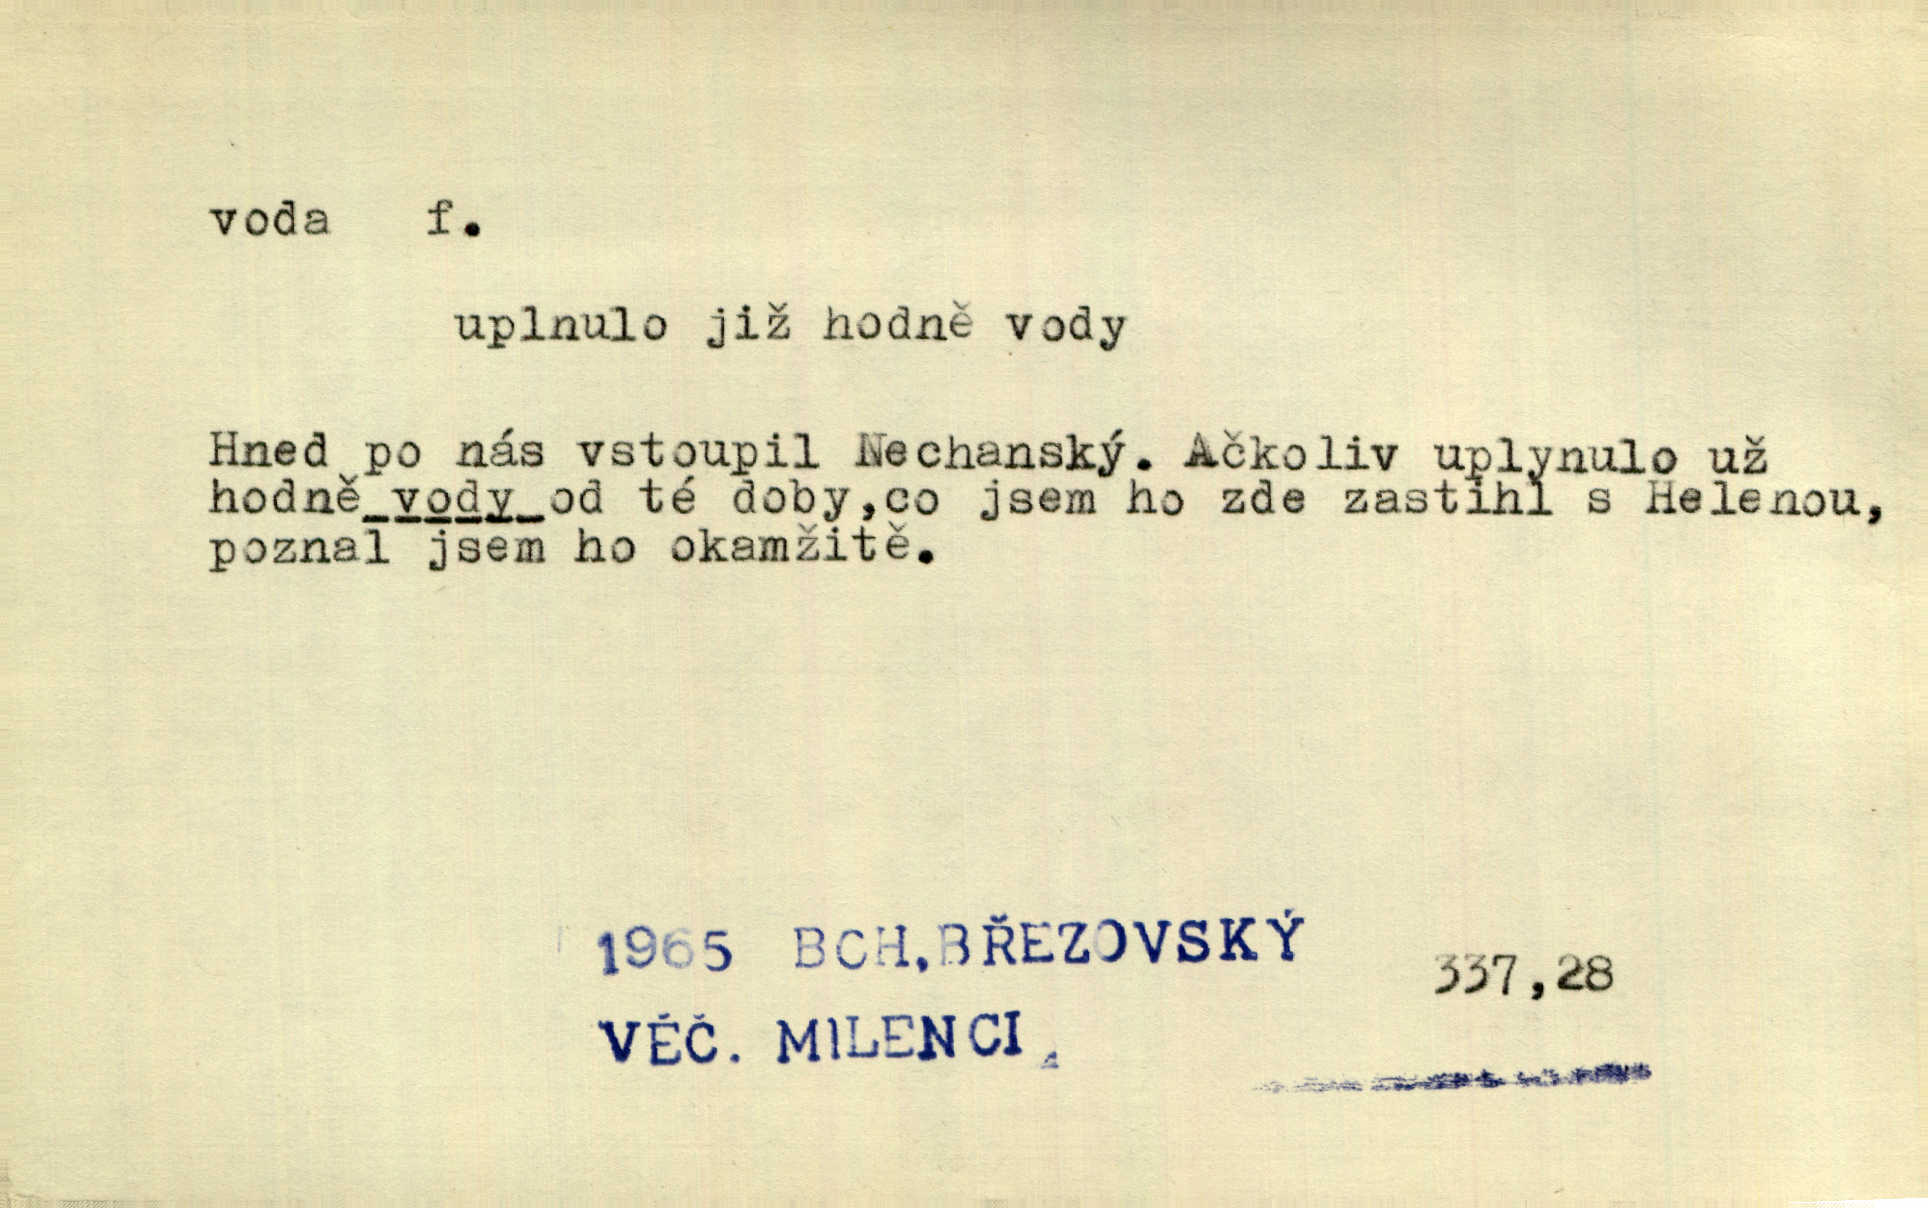 voda f.
uplnulo již hodně vody
Hned po nás vstoupil Nechanský. Ačkoliv uplynulo už
hodně vody od té doby,co jsem ho zde zastihl s Helenou,
poznal jsem ho okamžitě.
1965 BCH.BŘEZOVSKÝ
337,28
VĚČ. MILENCI